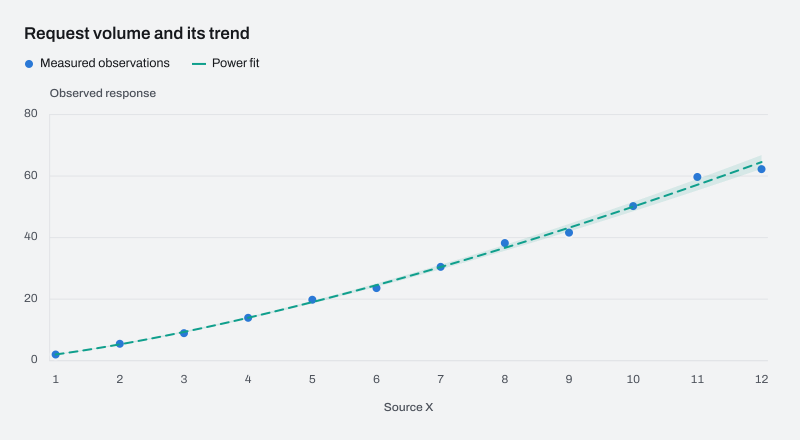 Request volume and its trend
Measured observations Power fit
Observed response
80
60
40
20
0
1 2 3 4 5 6 7 8 9 10 11 12
Source X